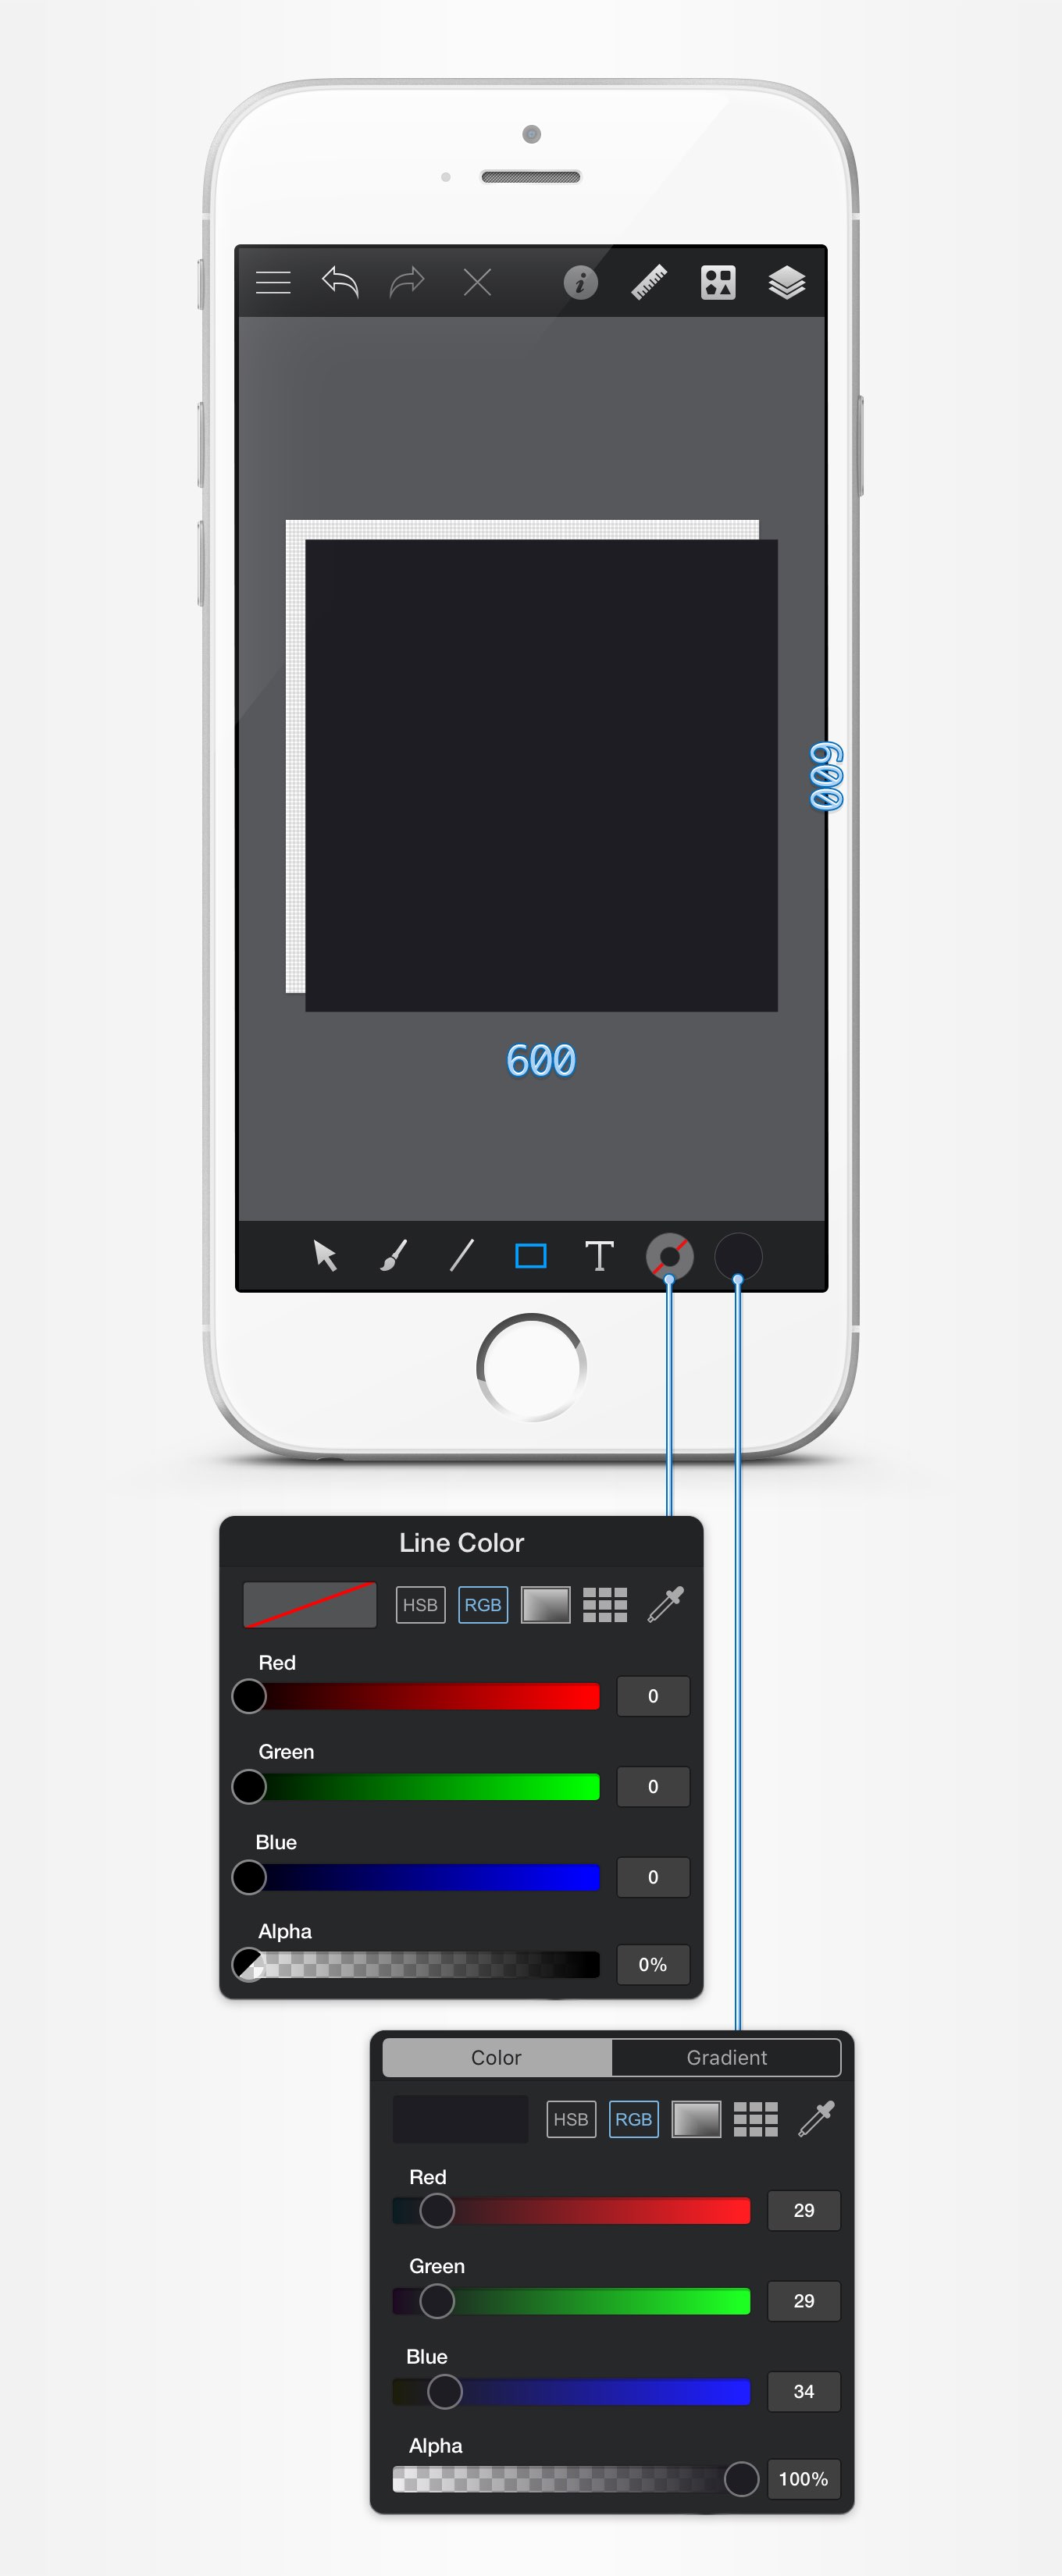 i
600
600
T
Line Color
HSB RGB
Red
0
Green
0
Blue
0
Alpha
0%
Color Gradient
HSB RGB
Red
29
Green
29
Blue
34
Alpha
100%